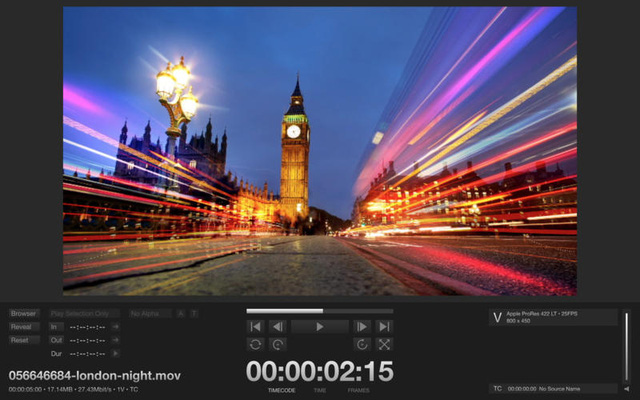 Browser
Play Selection Only
No Alpha
A
T
Reveal
In
--:--:--:--
Reset
Out
--:--:--:--
Dur
--:--:--:--
056646684-london-night.mov
00:00:05:00 • 17.14MB • 27.43Mbit/s • 1V • TC
00:00:02:15
TIMECODE
TIME
FRAMES
V
Apple ProRes 422 LT • 25FPS
800 x 450
TC
00:00:00:00
No Source Name